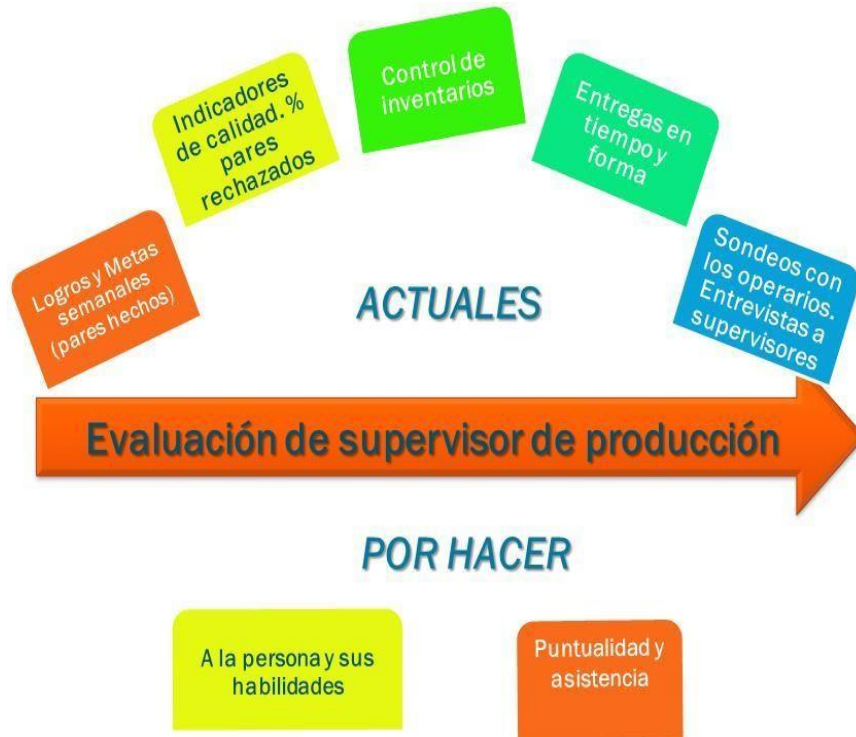 Logros y Metas
semanales
(pares hechos)
Indicadores
de calidad. %
pares
rechazados
Control de
inventarios
Entregas en
tiempo y
forma
Sondeos con
los operarios.
Entrevistas a
supervisores
ACTUALES
Evaluación de supervisor de producción
POR HACER
A la persona y sus
habilidades
Puntualidad y
asistencia